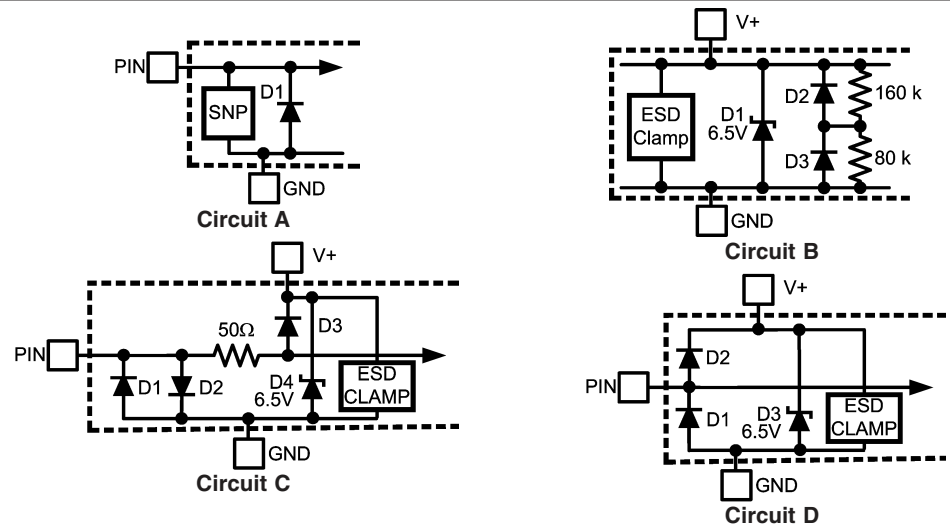 PIN
D1
SNP
GND
Circuit A
V+
ESD
Clamp
D1
6.5V
D2
160 k
D3
80 k
GND
Circuit B
V+
D3
50Ω
PIN
D1
D2
D4
6.5V
ESD
CLAMP
GND
Circuit C
V+
D2
PIN
D1
D3
6.5V
ESD
CLAMP
GND
Circuit D